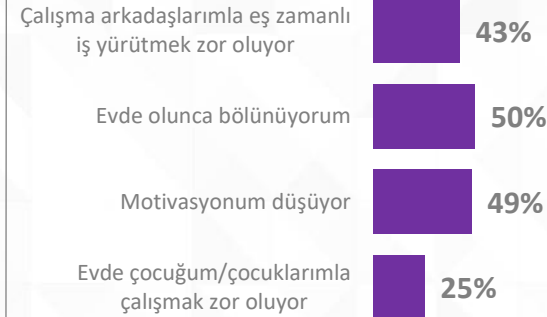 Çalışma arkadaşlarımla eş zamanlı
iş yürütmek zor oluyor
43%
Evde olunca bölünüyorum
50%
Motivasyonum düşüyor
49%
Evde çocuğum/çocuklarımla
çalışmak zor oluyor
25%